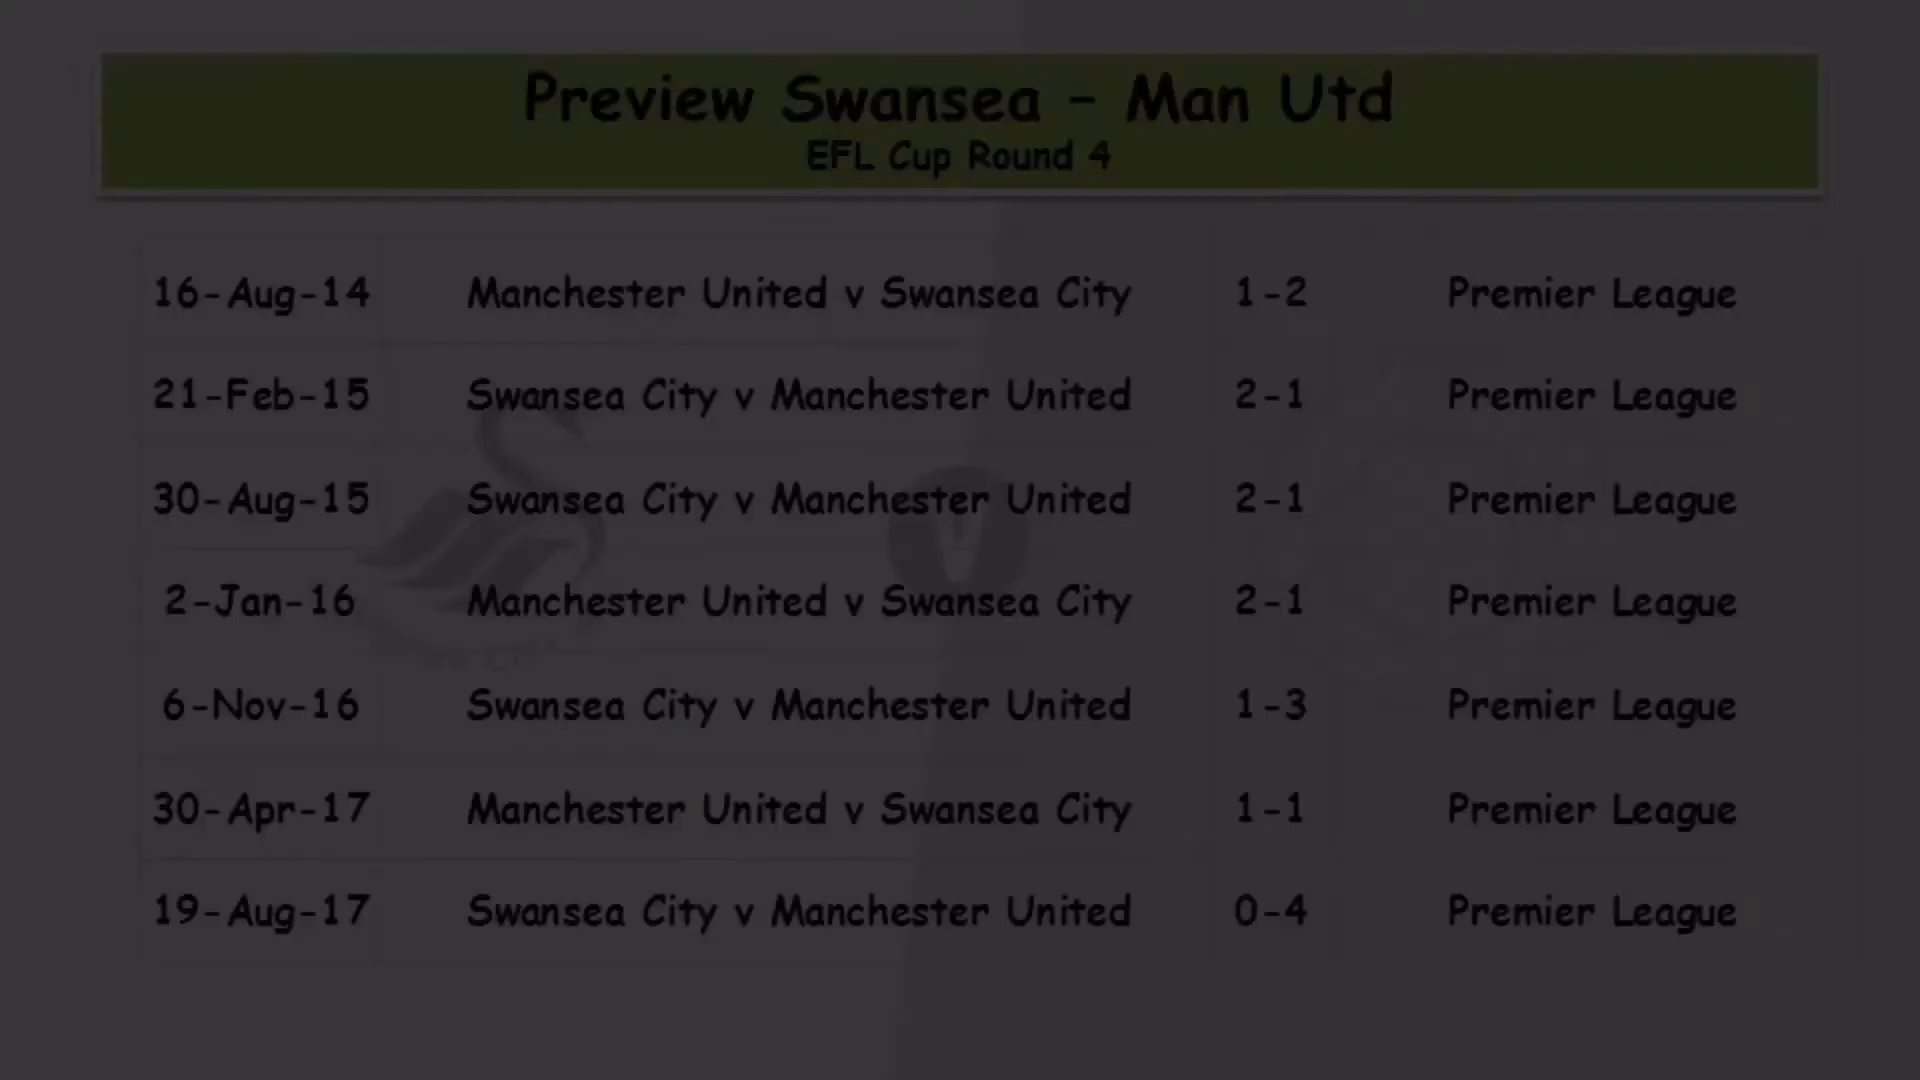 Preview Swansea - Man Utd
EFL Cup Round 4
16-Aug-14 Manchester United v Swansea City 1-2 Premier League
21-Feb-15 Swansea City v Manchester United 2-1 Premier League
30-Aug-15 Swansea City v Manchester United 2-1 Premier League
2-Jan-16 Manchester United v Swansea City 2-1 Premier League
6-Nov-16 Swansea City v Manchester United 1-3 Premier League
30-Apr-17 Manchester United v Swansea City 1-1 Premier League
19-Aug-17 Swansea City v Manchester United 0-4 Premier League
V